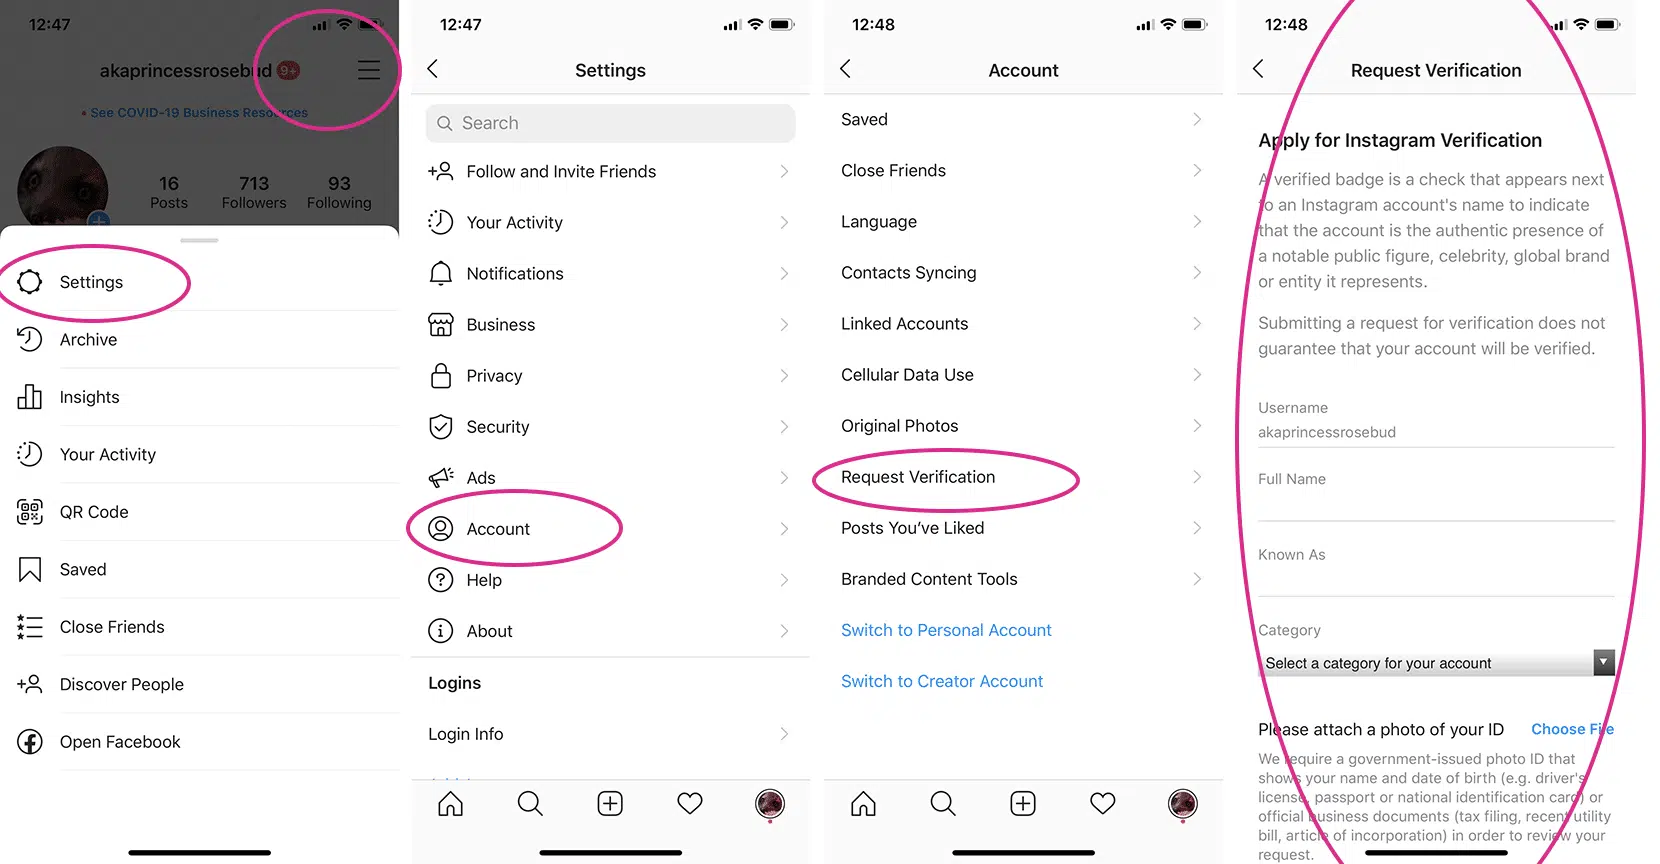 12:47
akaprincessrosebud 9+
• See COVID-19 Business Resources
16 713 93
Posts Followers Following
Settings
Archive
Insights
Your Activity
QR Code
Saved
Close Friends
Discover People
Open Facebook
12:47
Settings
Search
Follow and Invite Friends
Your Activity
Notifications
Business
Privacy
Security
Ads
Account
Help
About
Logins
Login Info
12:48
Account
Saved
Close Friends
Language
Contacts Syncing
Linked Accounts
Cellular Data Use
Original Photos
Request Verification
Posts You’ve Liked
Branded Content Tools
Switch to Personal Account
Switch to Creator Account
12:48
Request Verification
Apply for Instagram Verification
A verified badge is a check that appears next
to an Instagram account's name to indicate
that the account is the authentic presence of
a notable public figure, celebrity, global brand
or entity it represents.
Submitting a request for verification does not
guarantee that your account will be verified.
Username
akaprincessrosebud
Full Name
Known As
Category
Select a category for your account
Please attach a photo of your ID Choose File
We require a government-issued photo ID that
shows your name and date of birth (e.g. driver's
license, passport or national identification card) or
official business documents (tax filing, recent utility
bill, article of incorporation) in order to review your
request.